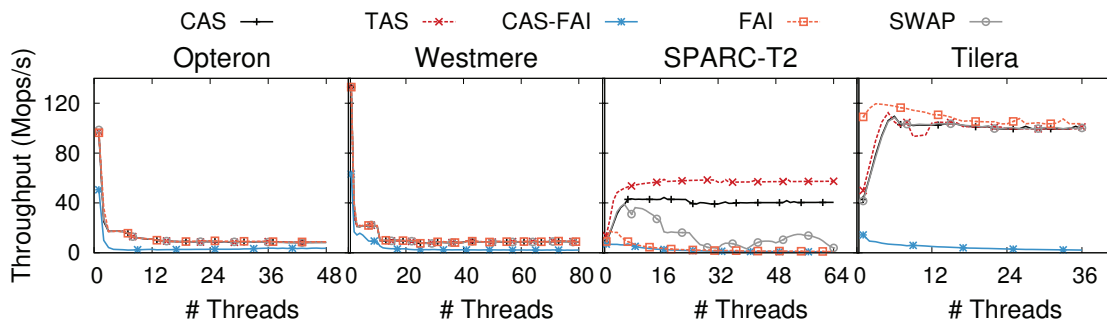 CAS TAS CAS-FAI FAI SWAP
Opteron Westmere SPARC-T2 Tilera
Throughput (Mops/s)
120
80
40
0
0 12 24 36 48 0 20 40 60 80 0 16 32 48 64 0 12 24 36
# Threads # Threads # Threads # Threads